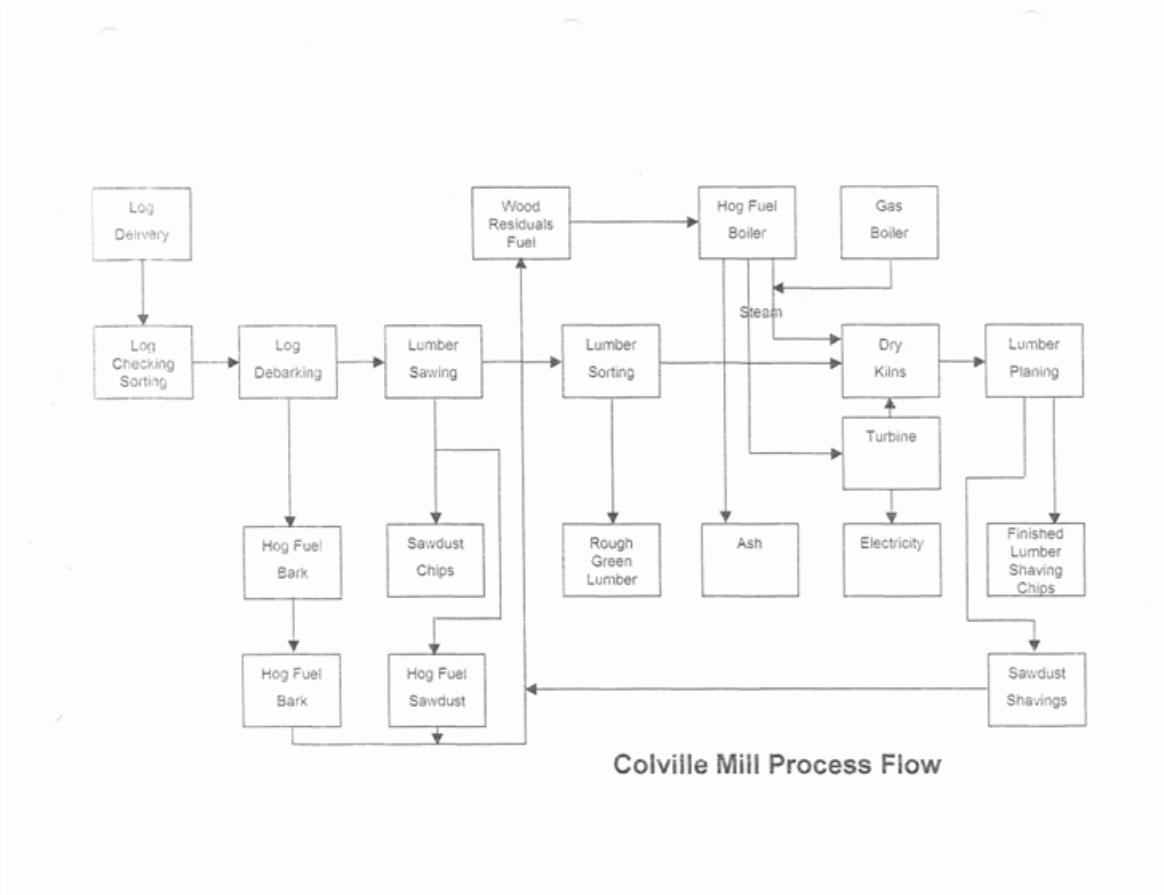 Log
Delivery
Wood
Residuals
Fuel
Hog Fuel
Boiler
Gas
Boiler
Steam
Log
Checking
Sorting
Log
Debarking
Lumber
Sawing
Lumber
Sorting
Dry
Kilns
Lumber
Planing
Turbine
Hog Fuel
Bark
Sawdust
Chips
Rough
Green
Lumber
Ash
Electricity
Finished
Lumber
Shaving
Chips
Hog Fuel
Bark
Hog Fuel
Sawdust
Sawdust
Shavings
Colville Mill Process Flow